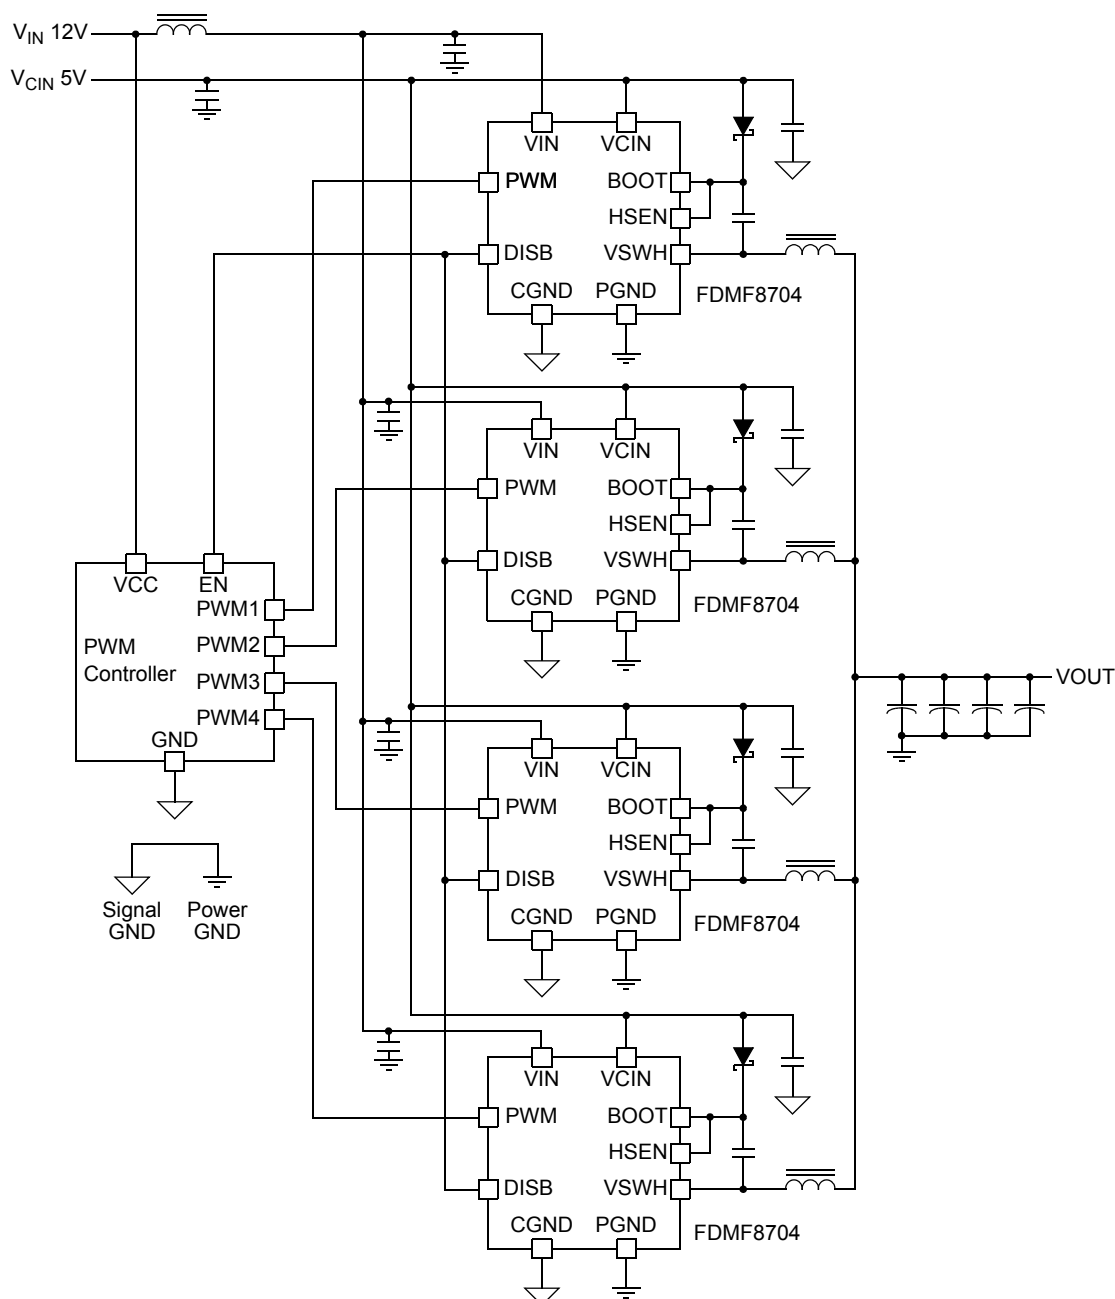 VIN 12V
VCIN 5V
VIN
VCIN
PWM
BOOT
HSEN
DISB
VSWH
CGND
PGND
FDMF8704
VIN
VCIN
PWM
BOOT
HSEN
DISB
VSWH
CGND
PGND
FDMF8704
VCC
EN
PWM1
PWM2
PWM3
PWM4
PWM
Controller
GND
VOUT
VIN
VCIN
PWM
BOOT
HSEN
DISB
VSWH
CGND
PGND
FDMF8704
Signal
GND
Power
GND
VIN
VCIN
PWM
BOOT
HSEN
DISB
VSWH
CGND
PGND
FDMF8704